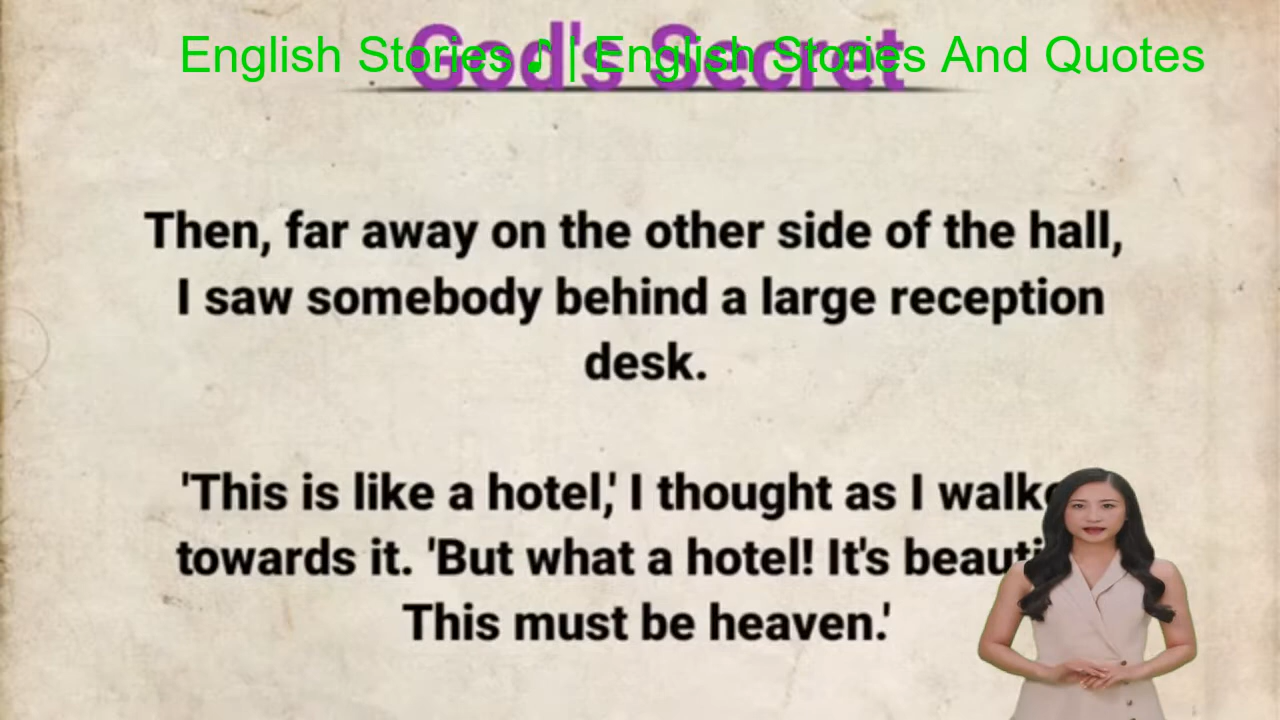 God's Secret
English Stories ♪ | English Stories And Quotes
Then, far away on the other side of the hall,
I saw somebody behind a large reception
desk.
'This is like a hotel,' I thought as I
towards it. 'But what a hotel! It's
This must be heaven.'